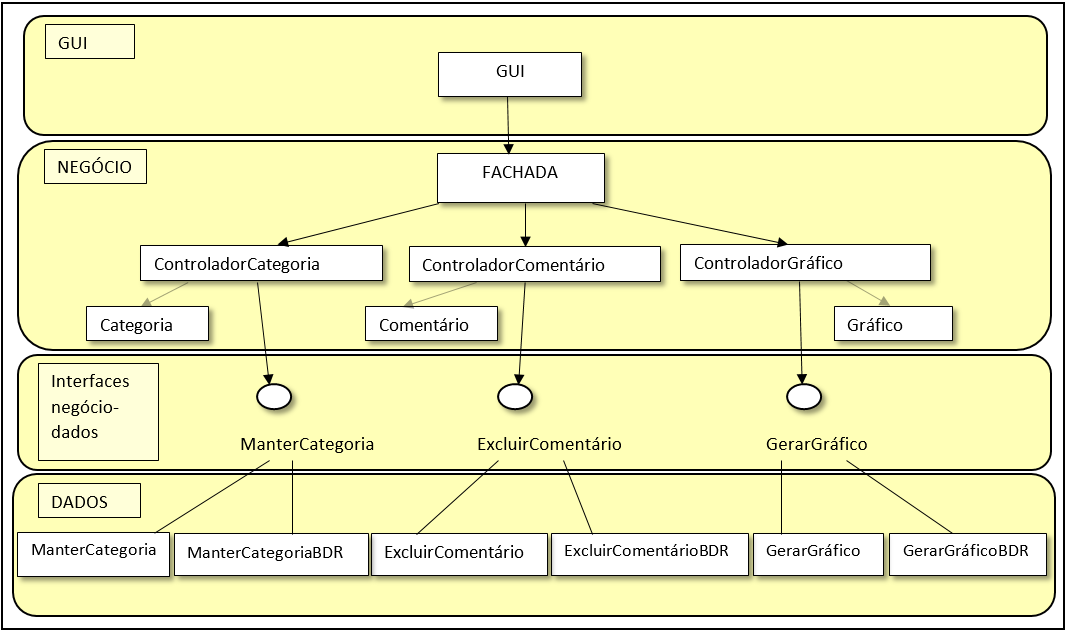 GUI
GUI
NEGÓCIO
FACHADA
ControladorCategoria
ControladorComentário
ControladorGráfico
Categoria
Comentário
Gráfico
Interfaces
negócio-
dados
ManterCategoria
ExcluirComentário
GerarGráfico
DADOS
ManterCategoria
ManterCategoriaBDR
ExcluirComentário
ExcluirComentárioBDR
GerarGráfico
GerarGráficoBDR